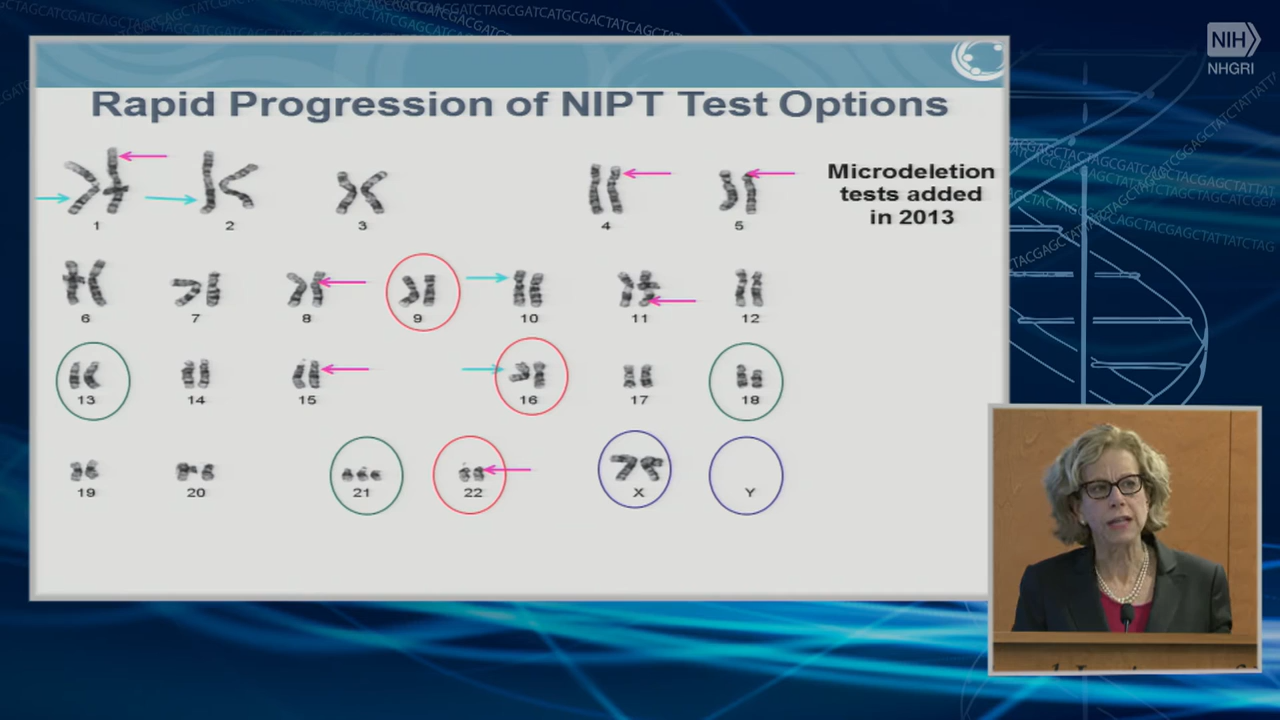 NIH
NHGRI
Rapid Progression of NIPT Test Options
Microdeletion
tests added
in 2013
1 2 3 4 5
6 7 8 9 10 11 12
13 14 15 16 17 18
19 20 21 22 X Y